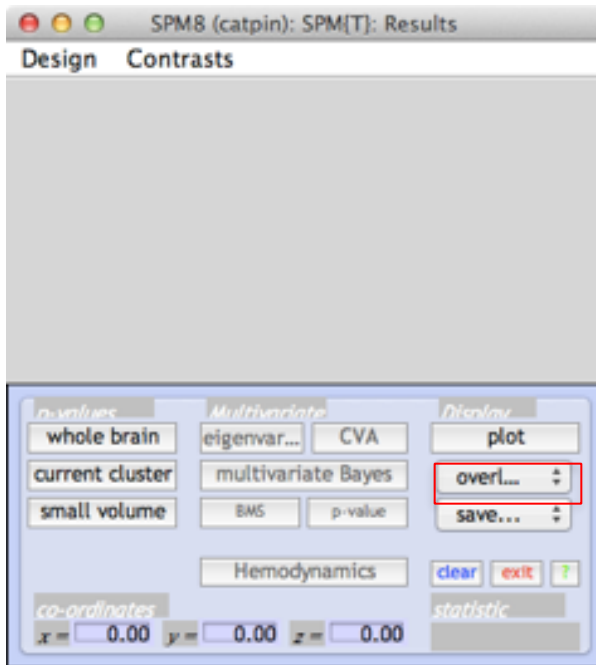 SPM8 (catpin): SPM{T}: Results
Design Contrasts
p-values Multivariate Display
whole brain eigenvar... CVA plot
current cluster multivariate Bayes overl...
small volume BMS p-value save...
Hemodynamics clear exit ?
co-ordinates statistic
x = 0.00 y = 0.00 z = 0.00